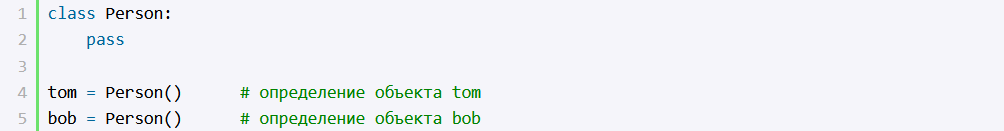 1 class Person:
2     pass
3
4 tom = Person()      # определение объекта tom
5 bob = Person()      # определение объекта bob